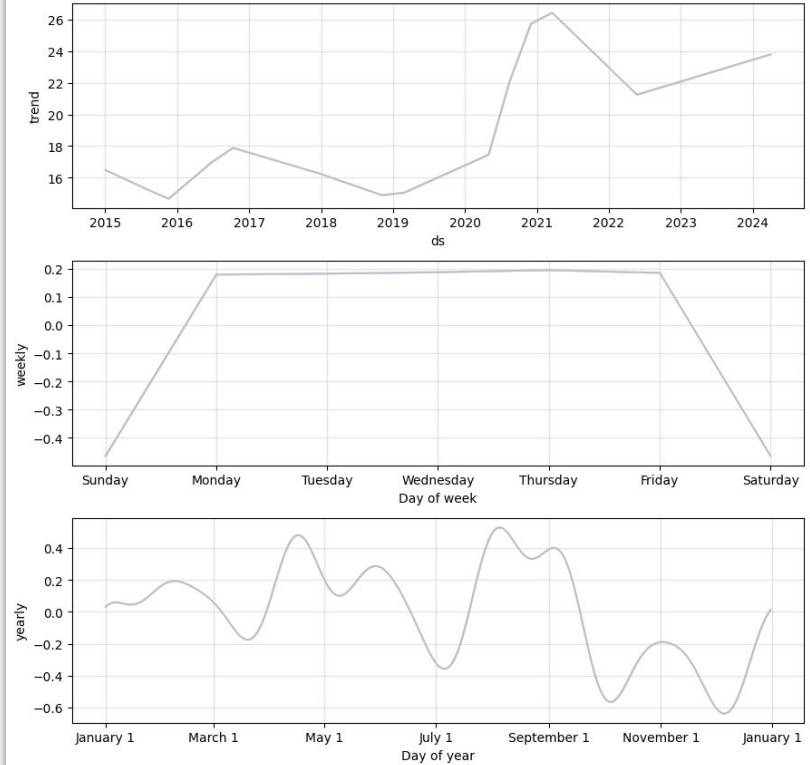 26
24
22
20
18
16
trend
2015 2016 2017 2018 2019 2020 2021 2022 2023 2024
ds
0.2
0.1
0.0
−0.1
−0.2
−0.3
−0.4
weekly
Sunday Monday Tuesday Wednesday Thursday Friday Saturday
Day of week
0.4
0.2
0.0
−0.2
−0.4
−0.6
yearly
January 1 March 1 May 1 July 1 September 1 November 1 January 1
Day of year